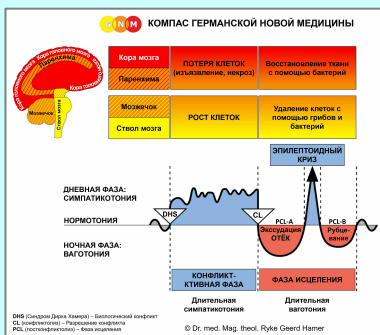 GNM КОМПАС ГЕРМАНСКОЙ НОВОЙ МЕДИЦИНЫ
Кора головного мозга
Кора головного мозга
Паренхима
Мозжечок
Ствол мозга
Кора мозга
Паренхима
ПОТЕРЯ КЛЕТОК
(изъязвление, некроз)
Восстановление ткани
с помощью бактерий
Мозжечок
Ствол мозга
РОСТ КЛЕТОК
Удаление клеток с
помощью грибов и
бактерий
ЭПИЛЕПТОИДНЫЙ
КРИЗ
ДНЕВНАЯ ФАЗА:
СИМПАТИКОТОНИЯ
НОРМОТОНИЯ
НОЧНАЯ ФАЗА:
ВАГОТОНИЯ
DHS
CL
PCL-A
Экссудация
ОТЁК
PCL-B
Рубце-
вание
КОНФЛИКТ-
КТИВНАЯ ФАЗА
ФАЗА ИСЦЕЛЕНИЯ
Длительная
симпатикотония
Длительная
ваготония
DHS (Синдром Дирка Хамера) – Биологический конфликт
CL (конфликтолиз) – Разрешение конфликта
PCL (постконфликтолиз) – Фаза исцеления
© Dr. med. Mag. theol. Ryke Geerd Hamer